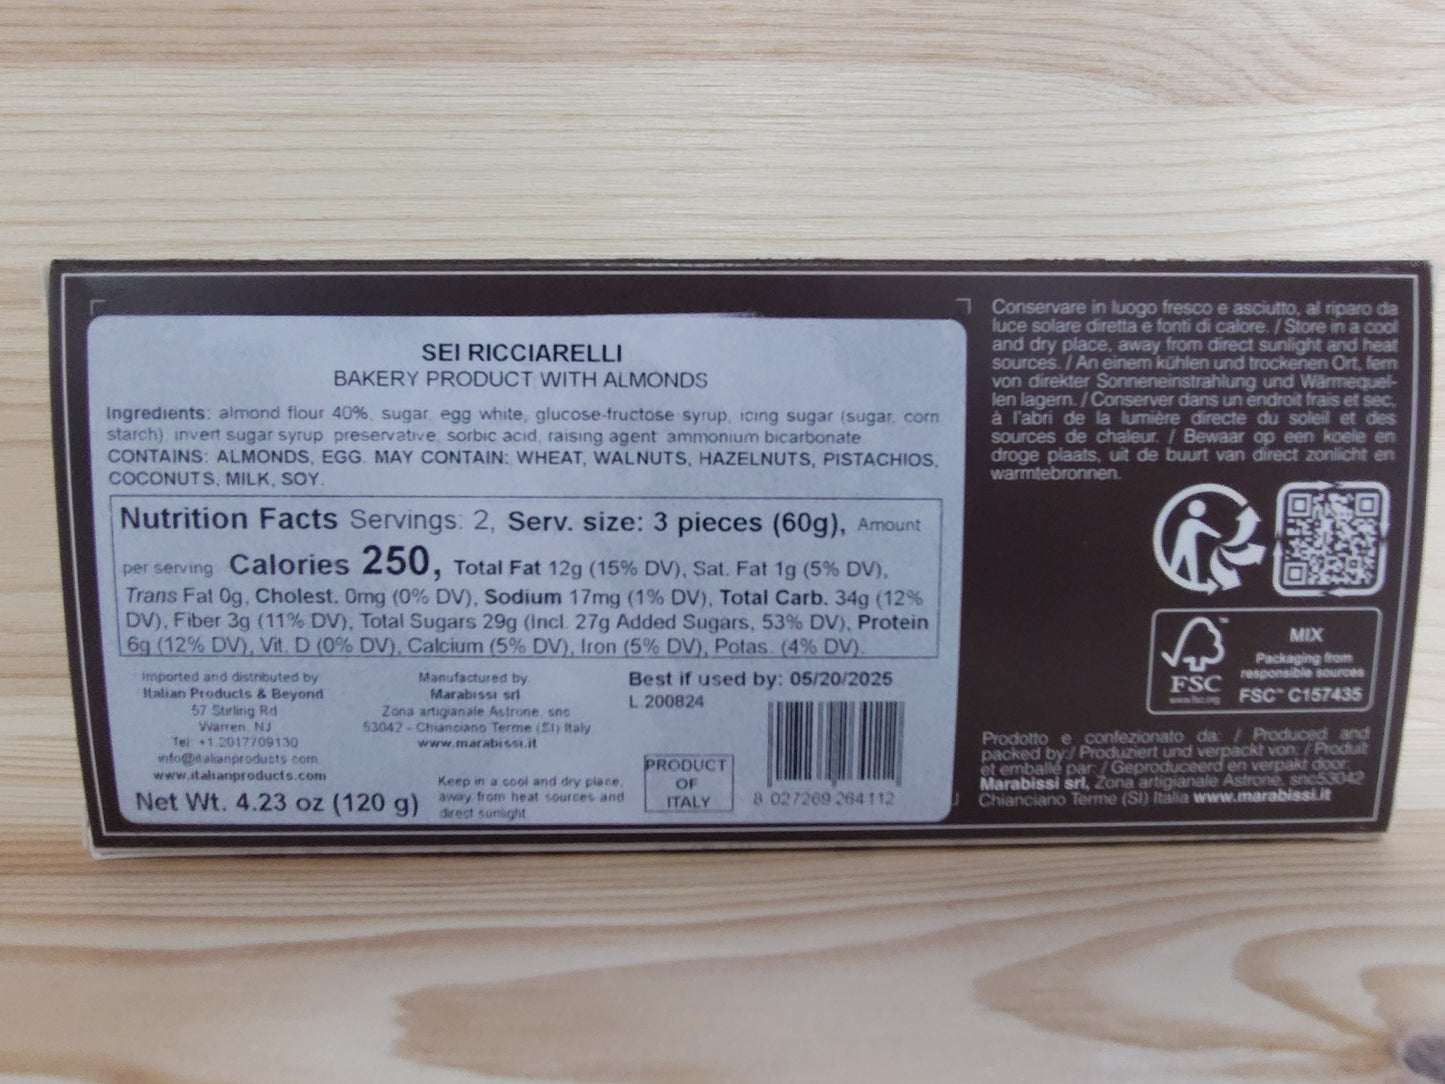 SEI RICCIARELLI
BAKERY PRODUCT WITH ALMONDS
Ingredients: almond flour 40%, sugar, egg white, glucose-fructose syrup, icing sugar (sugar, corn
starch) invert sugar syrup preservative, sorbic acid, raising agent ammonium bicarbonate
CONTAINS: ALMONDS, EGG. MAY CONTAIN: WHEAT, WALNUTS, HAZELNUTS, PISTACHIOS,
COCONUTS, MILK, SOY.
Nutrition Facts Servings: 2, Serv. size: 3 pieces (60g), Amount
per serving Calories 250, Total Fat 12g (15% DV), Sat. Fat 1g (5% DV),
Trans Fat 0g, Cholest. 0mg (0% DV), Sodium 17mg (1% DV), Total Carb. 34g (12%
DV), Fiber 3g (11% DV), Total Sugars 29g (Incl. 27g Added Sugars, 53% DV), Protein
6g (12% DV), Vit. D (0% DV), Calcium (5% DV), Iron (5% DV), Potas. (4% DV).
Imported and distributed by
Italian Products & Beyond
57 Stirling Rd
Warren, NJ
Tel: +1 2017709130
info@italianproducts.com
www.italianproducts.com
Net Wt. 4.23 oz (120 g)
Manufactured by
Marabissi srl
Zona artigianale Astrone, snc
53042 - Chianciano Terme (SI) Italy
www.marabissi.it
Keep in a cool and dry place,
away from heat sources and
direct sunlight
Best if used by: 05/20/2025
L.200824
PRODUCT
OF
ITALY
8 027269 264112
Conservare in luogo fresco e asciutto, al riparo da
luce solare diretta e fonti di calore. / Store in a cool
and dry place, away from direct sunlight and heat
sources. / An einem kühlen und trockenen Ort, fern
von direkter Sonneneinstrahlung und Wärmequel-
len lagern. / Conserver dans un endroit frais et sec,
à l'abri de la lumière directe du soleil et des
sources de chaleur. / Bewaar op een koele en
droge plaats, uit de buurt van direct zonlicht en
warmtebronnen.
FSC™
www.fsc.org
MIX
Packaging from
responsible sources
FSC™ C157435
Prodotto e confezionato da: / Produced and
packed by:/ Produziert und verpackt von: / Produit
et emballé par: / Geproduceerd en verpakt door:
Marabissi srl, Zona artigianale Astrone, snc53042
Chianciano Terme (SI) Italia www.marabissi.it